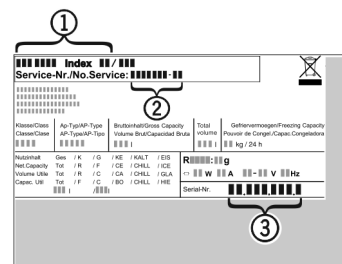 1
Index /
Service-Nr./No.Service: -
2
Klasse/Class Ap-Typ/AP-Type Bruttoinhalt/Gross Capacity Total Gefriervermoegen/Freezing Capacity
Classe/Clase AP-Type/AP-Tipo Volume Brut/Capacidad Bruta volume Pouvoir de Congel./Capac.Congeladora
l l kg / 24 h
Nutzinhalt Ges / K / G / KE / KALT / EIS
Net.Capacity Tot / R / F / CE / CHILL / ICE
Volume Utile Tot / R / C / CA / CHILL / GLA
Capac. Util Tot / F / C / BO / CHILL / HIE
l / l
R : g
W A - V Hz
Serial-Nr. . . .
3